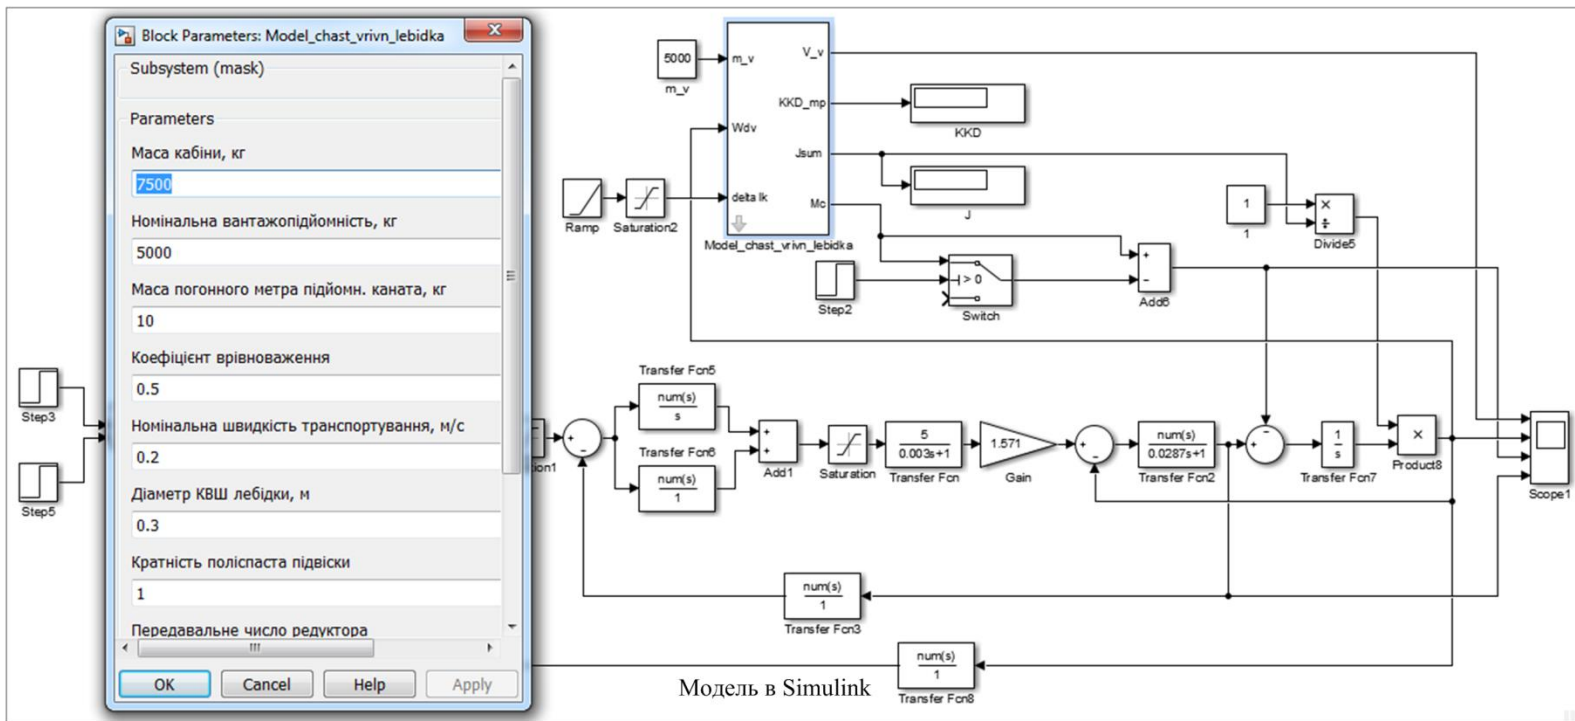 Block Parameters: Model_chast_vrivn_lebidka
Subsystem (mask)
Parameters
Маса кабіни, кг
7500
Номінальна вантажопідйомність, кг
5000
Маса погонного метра підйомн. каната, кг
10
Коефіцієнт врівноваження
0.5
Номінальна швидкість транспортування, м/с
0.2
Діаметр КВШ лебідки, м
0.3
Кратність поліспаста підвіски
1
Передавальне число редуктора
OK Cancel Help Apply
Step3
Step5
5000
m_v
m_v
Wdv
delta lk
V_v
KKD_mp
Jsum
Mc
Model_chast_vrivn_lebidka
KKD
J
Ramp
Saturation2
Step2
> 0
Switch
+
−
Add6
1
1
×
÷
Divide5
tion1
+
−
Transfer Fcn5
num(s)
s
Transfer Fcn6
num(s)
1
+
+
Add1
Saturation
5
0.003s+1
Transfer Fcn
1.571
Gain
+
−
num(s)
0.0287s+1
Transfer Fcn2
−
+
1
s
Transfer Fcn7
×
Product8
Scope1
num(s)
1
Transfer Fcn3
num(s)
1
Transfer Fcn8
Модель в Simulink